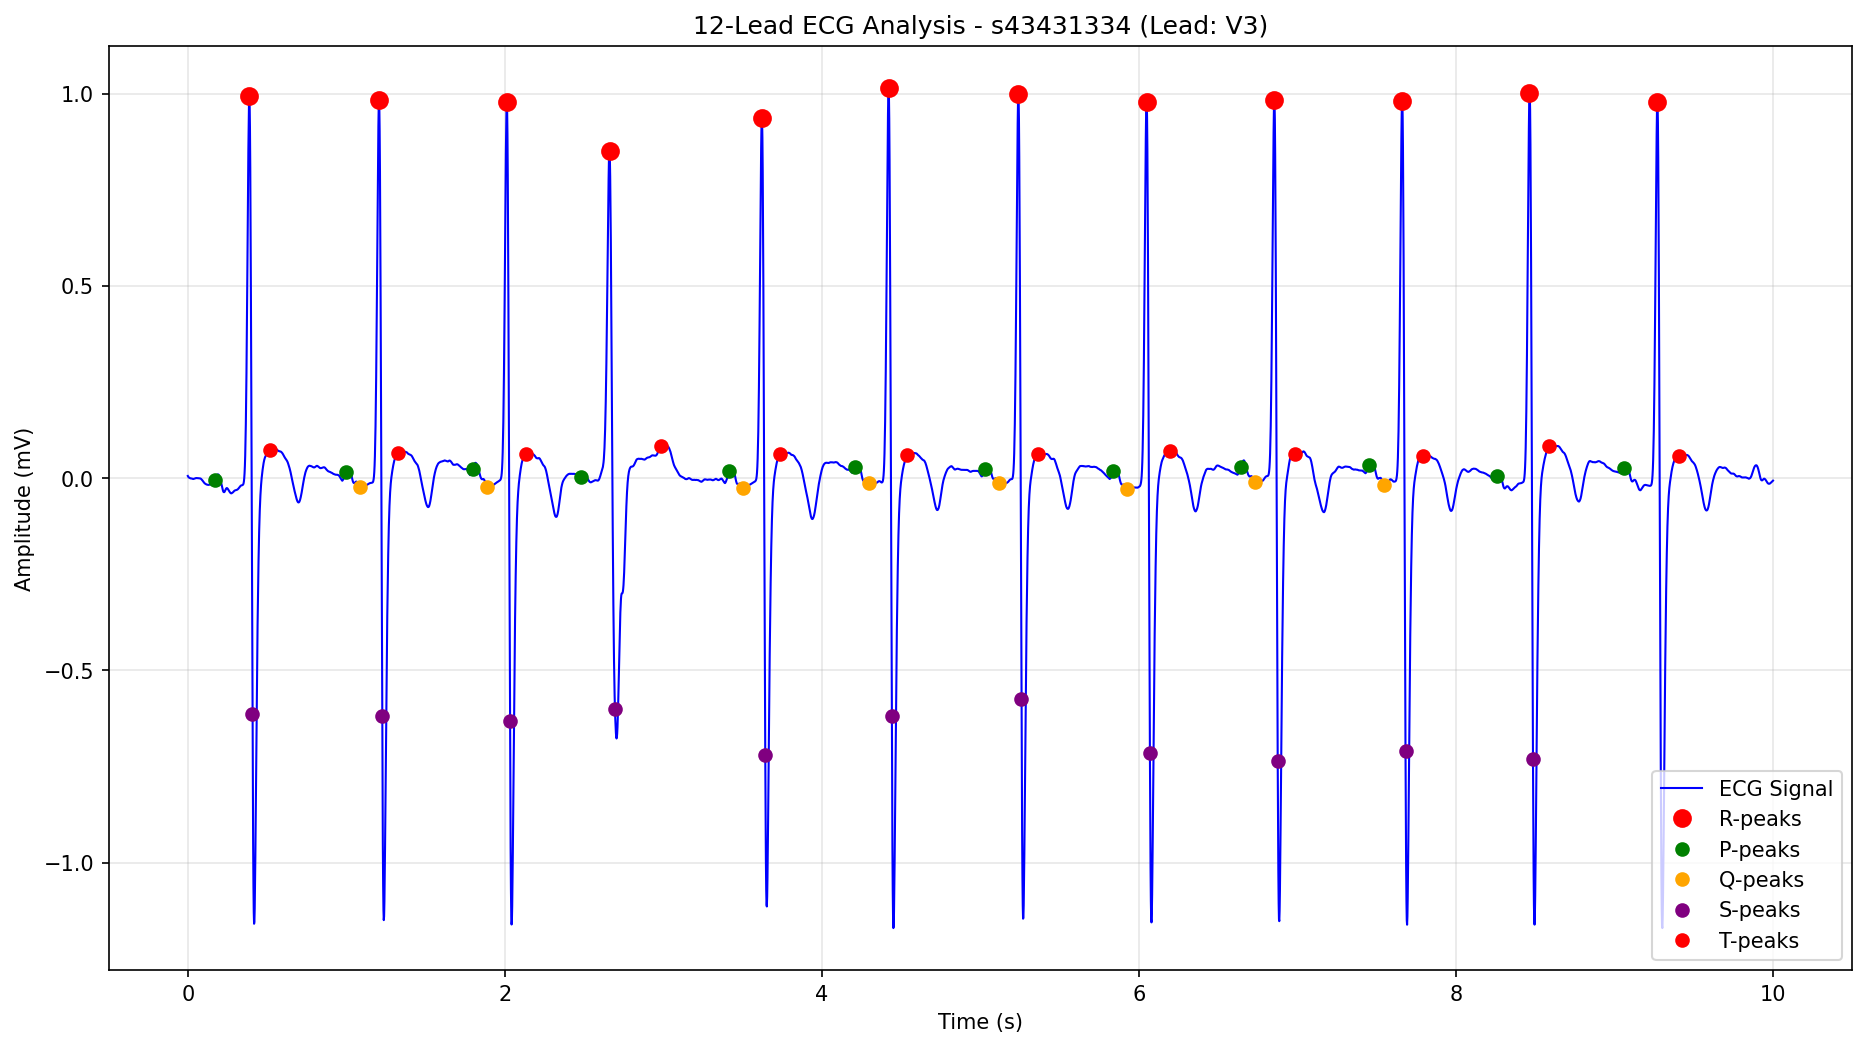 12-Lead ECG Analysis - s43431334 (Lead: V3)
1.0
0.5
0.0
−0.5
−1.0
Amplitude (mV)
0 2 4 6 8 10
Time (s)
ECG Signal
R-peaks
P-peaks
Q-peaks
S-peaks
T-peaks